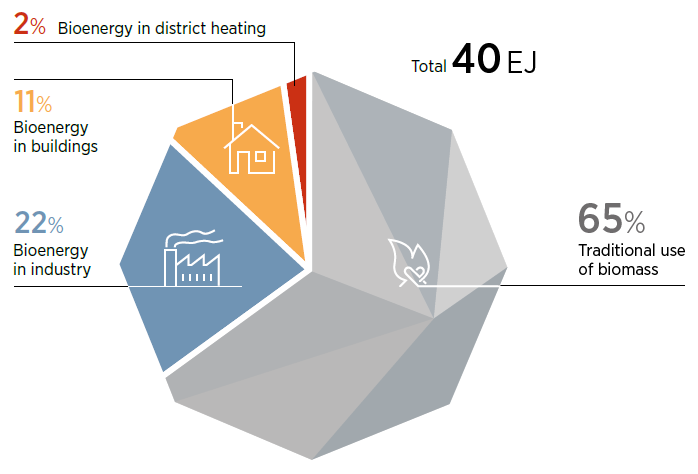 2% Bioenergy in district heating
Total 40 EJ
11%
Bioenergy
in buildings
22%
Bioenergy
in industry
65%
Traditional use
of biomass